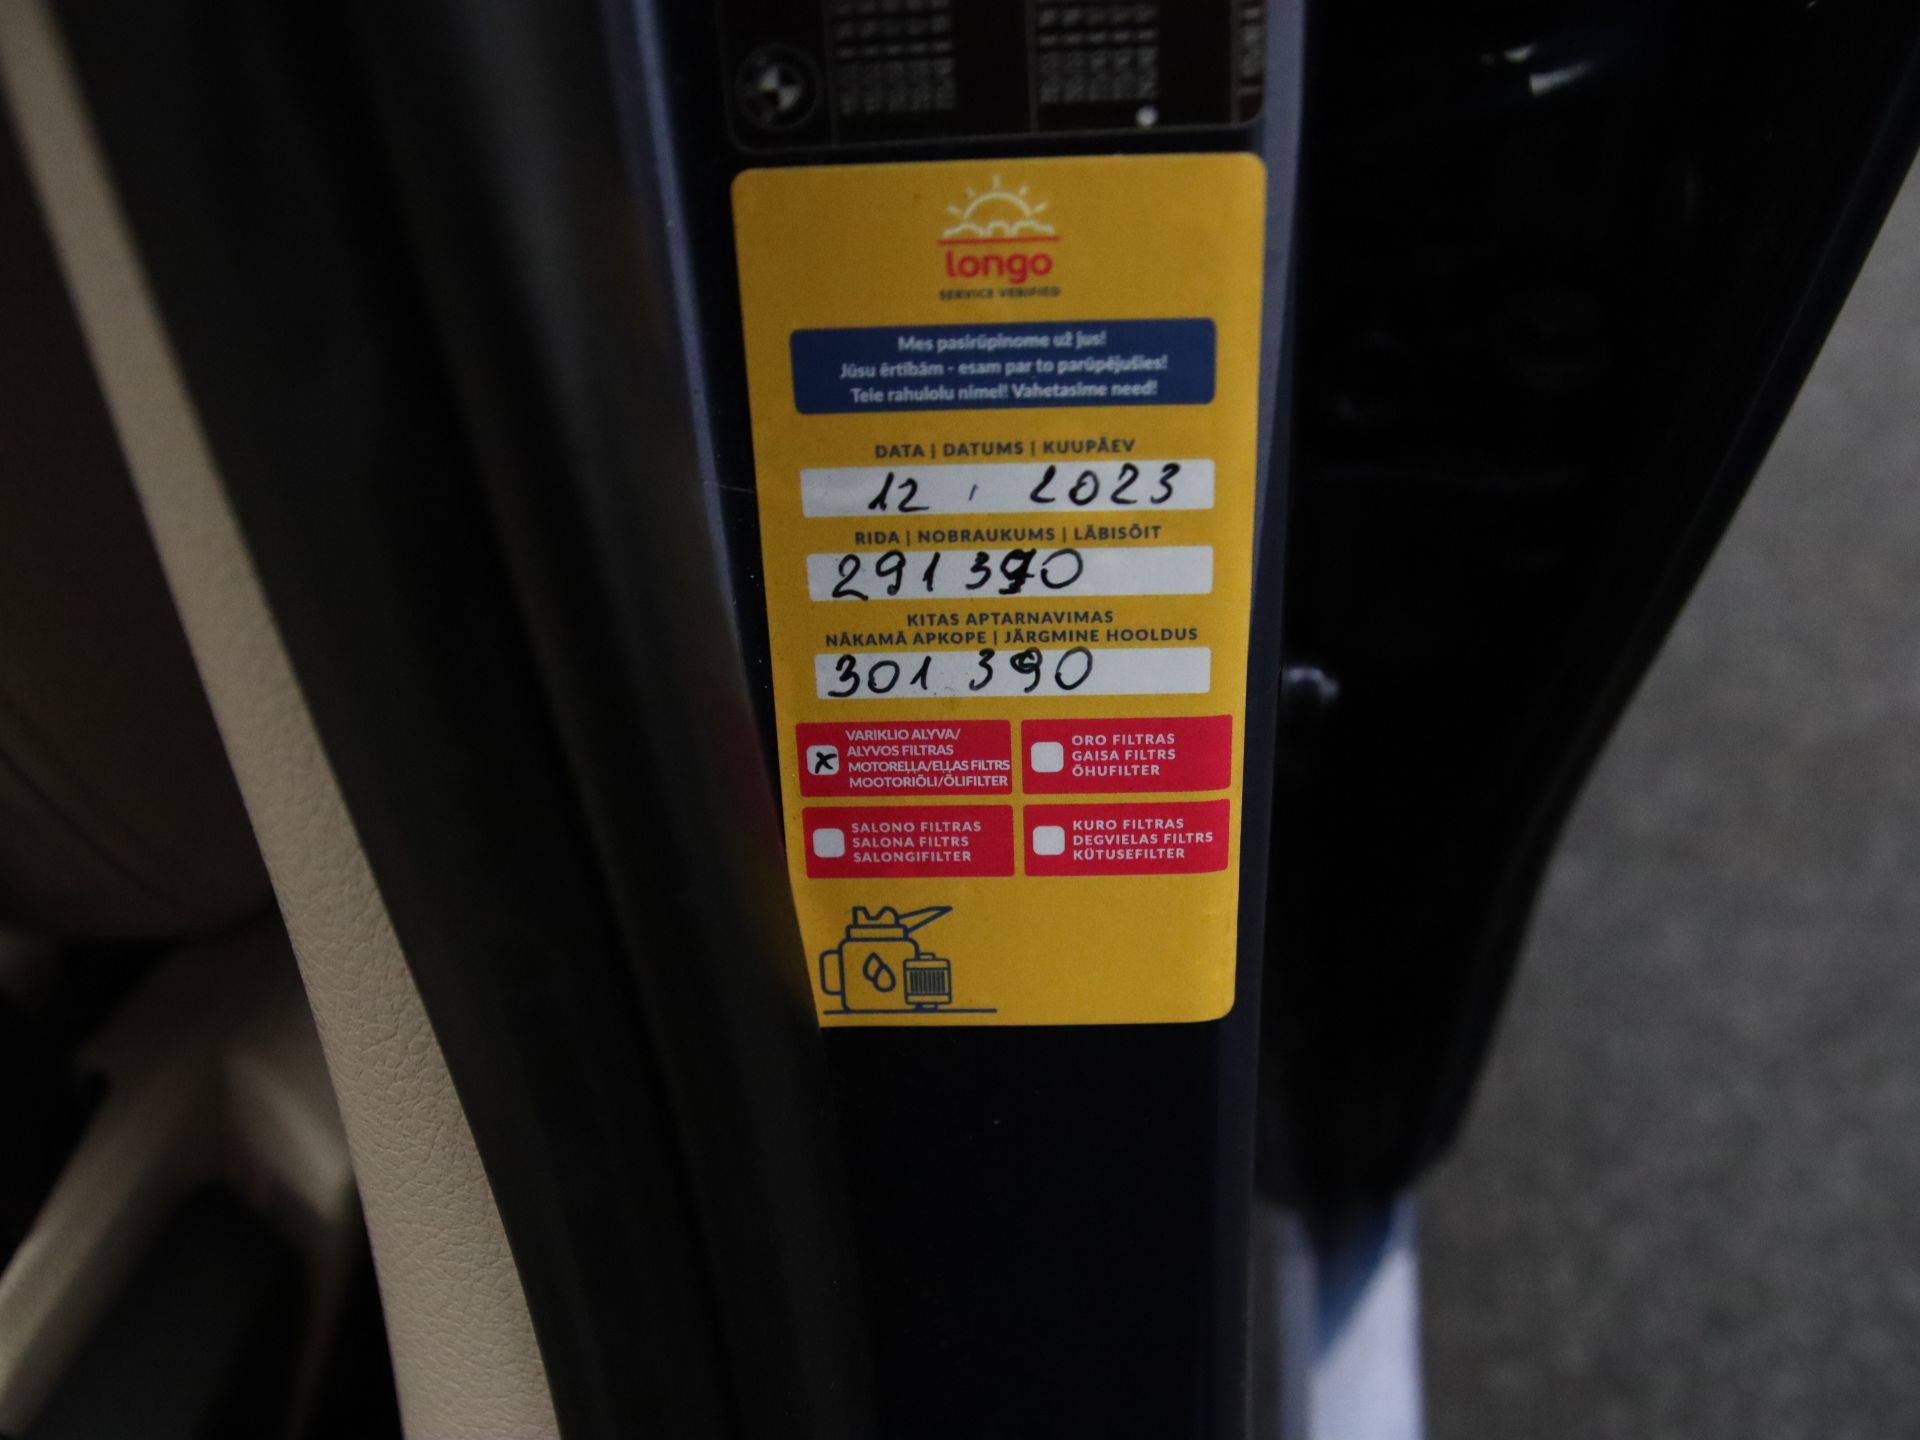 longo
SERVICE VERIFIED
Mes pasirūpinome už jus!
Jūsu ērtībām - esam par to parūpējušies!
Teie rahulolu nimel! Vahetasime need!
DATA | DATUMS | KUUPÄEV
12 . 2023
RIDA | NOBRAUKUMS | LÄBISÕIT
291 390
KITAS APTARNAVIMAS
NĀKAMĀ APKOPE | JÄRGMINE HOOLDUS
301 390
x
VARIKLIO ALYVA/
ALYVOS FILTRAS
MOTOREĻĻA/EĻĻAS FILTRS
MOOTORIÕLI/ÕLIFILTER
ORO FILTRAS
GAISA FILTRS
ÕHUFILTER
SALONO FILTRAS
SALONA FILTRS
SALONGIFILTER
KURO FILTRAS
DEGVIELAS FILTRS
KÜTUSEFILTER